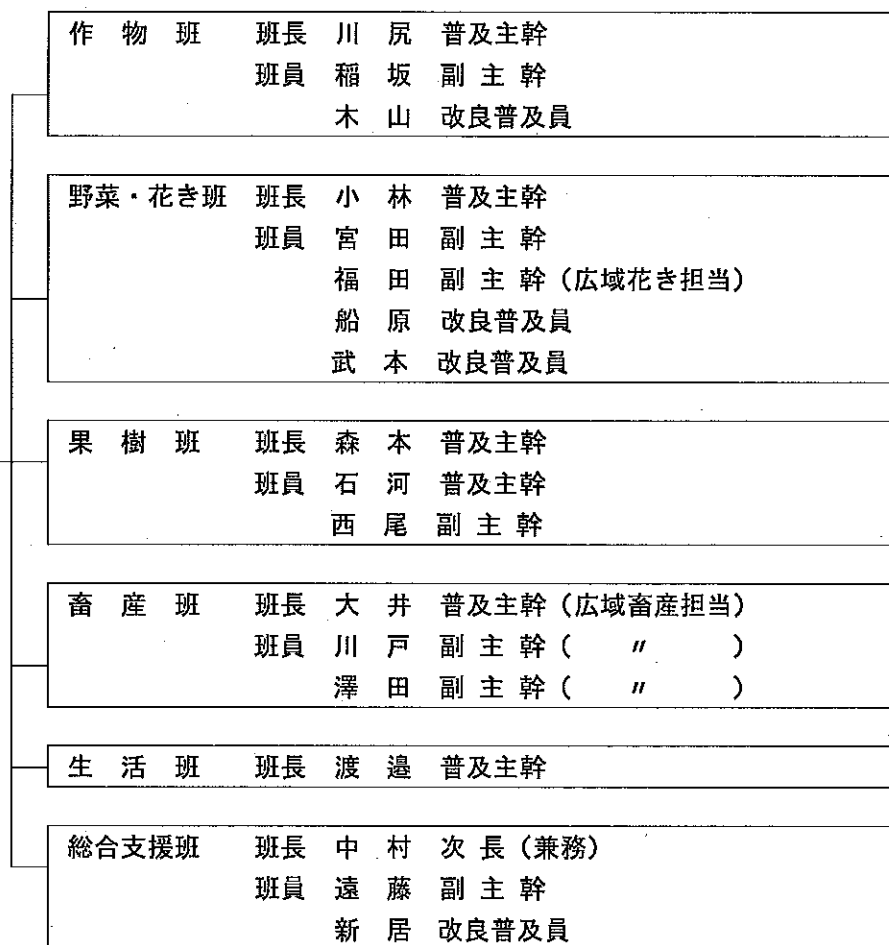 作物班 班長 川尻 普及主幹
班員 稲坂 副主幹
木山 改良普及員
野菜・花き班 班長 小林 普及主幹
班員 宮田 副主幹
福田 副主幹（広域花き担当）
船原 改良普及員
武本 改良普及員
果樹班 班長 森本 普及主幹
班員 石河 普及主幹
西尾 副主幹
畜産班 班長 大井 普及主幹（広域畜産担当）
班員 川戸 副主幹（ 〃 ）
澤田 副主幹（ 〃 ）
生活班 班長 渡邉 普及主幹
総合支援班 班長 中村 次長（兼務）
班員 遠藤 副主幹
新居 改良普及員